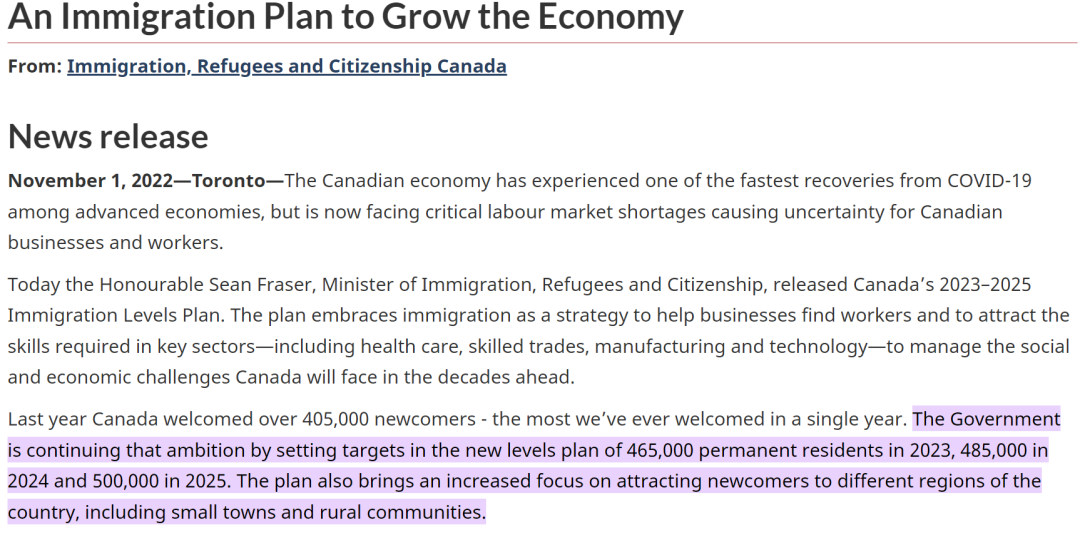 An Immigration Plan to Grow the Economy
From: Immigration, Refugees and Citizenship Canada
News release
November 1, 2022—Toronto—The Canadian economy has experienced one of the fastest recoveries from COVID-19
among advanced economies, but is now facing critical labour market shortages causing uncertainty for Canadian
businesses and workers.
Today the Honourable Sean Fraser, Minister of Immigration, Refugees and Citizenship, released Canada’s 2023–2025
Immigration Levels Plan. The plan embraces immigration as a strategy to help businesses find workers and to attract the
skills required in key sectors—including health care, skilled trades, manufacturing and technology—to manage the social
and economic challenges Canada will face in the decades ahead.
Last year Canada welcomed over 405,000 newcomers - the most we’ve ever welcomed in a single year. The Government
is continuing that ambition by setting targets in the new levels plan of 465,000 permanent residents in 2023, 485,000 in
2024 and 500,000 in 2025. The plan also brings an increased focus on attracting newcomers to different regions of the
country, including small towns and rural communities.